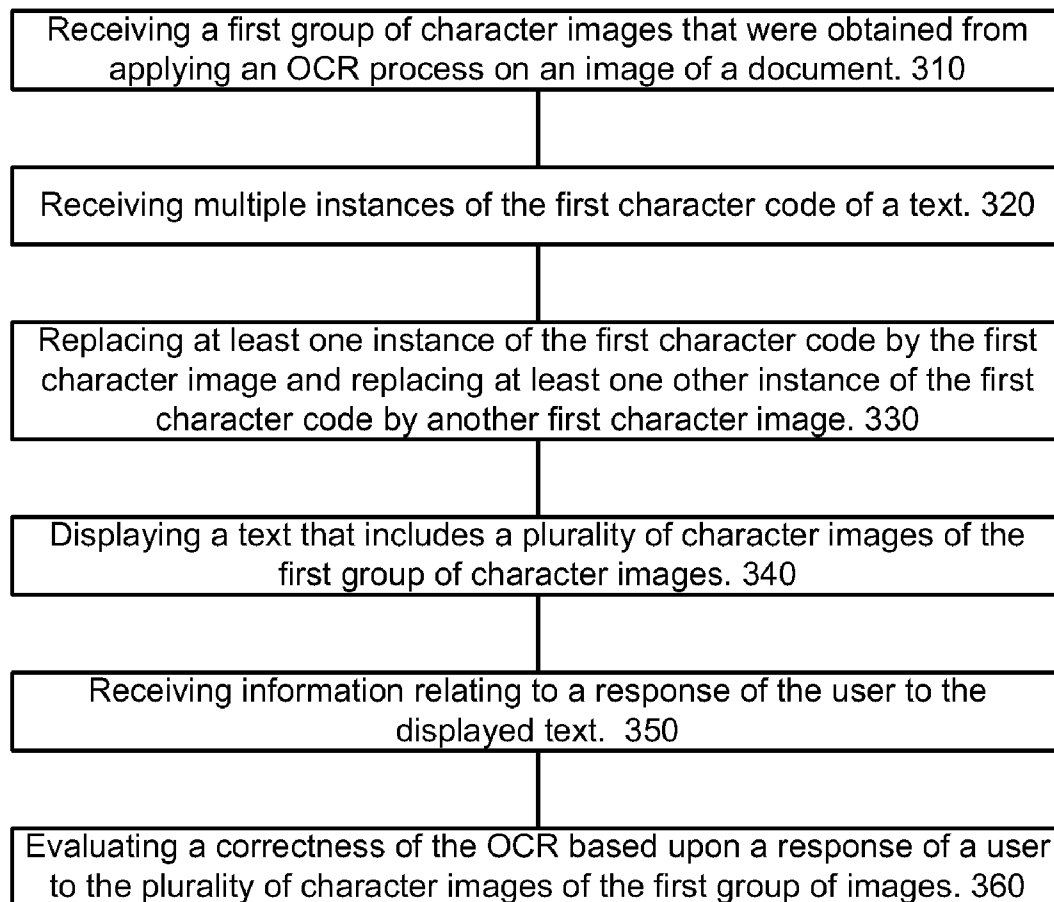 Receiving a first group of character images that were obtained from
applying an OCR process on an image of a document. 310
Receiving multiple instances of the first character code of a text. 320
Replacing at least one instance of the first character code by the first
character image and replacing at least one other instance of the first
character code by another first character image. 330
Displaying a text that includes a plurality of character images of the
first group of character images. 340
Receiving information relating to a response of the user to the
displayed text. 350
Evaluating a correctness of the OCR based upon a response of a user
to the plurality of character images of the first group of images. 360